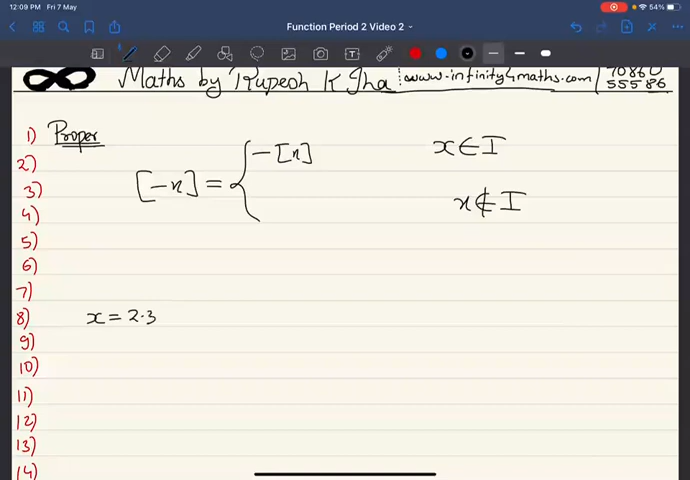 12:09 PM Fri 7 May
54%
Function Period 2 Video 2
Maths by Rupesh K Jha www.infinity4maths.com 70860
55586
1) Proper
[-x] = { -[x] x ∈ I
x ∉ I
2)
3)
4)
5)
6)
7)
8) x = 2.3
9)
10)
11)
12)
13)
14)